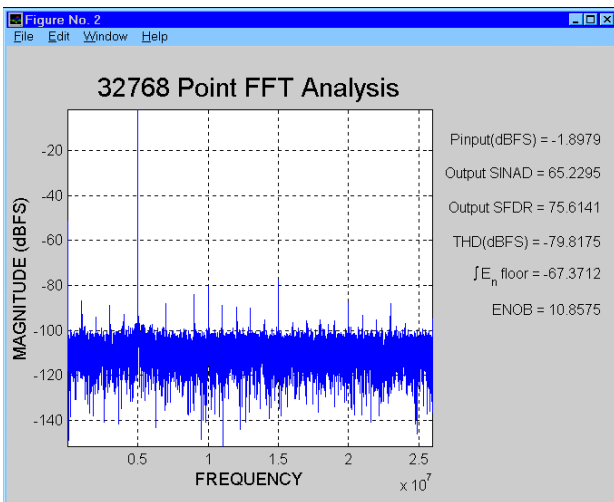 Figure No. 2
File Edit Window Help
32768 Point FFT Analysis
MAGNITUDE (dBFS)
-20
-40
-60
-80
-100
-120
-140
0.5 1 1.5 2 2.5
x 10^7
FREQUENCY
Pinput(dBFS) = -1.8979
Output SINAD = 65.2295
Output SFDR = 75.6141
THD(dBFS) = -79.8175
∫E_n floor = -67.3712
ENOB = 10.8575